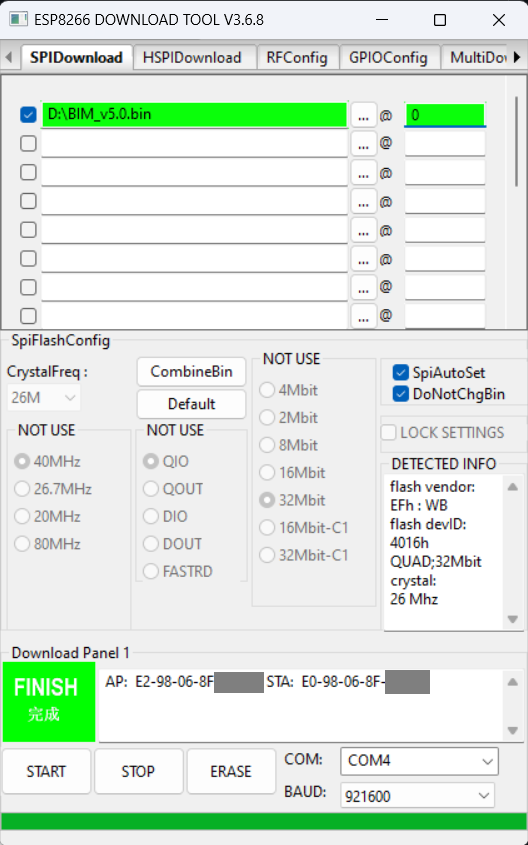 ESP8266 DOWNLOAD TOOL V3.6.8
SPIDownload HSPIDownload RFConfig GPIOConfig MultiDov
D:\BIM_v5.0.bin ... @ 0
... @
... @
... @
... @
... @
... @
... @
SpiFlashConfig
CrystalFreq :
26M
CombineBin
Default
NOT USE
40MHz
26.7MHz
20MHz
80MHz
NOT USE
QIO
QOUT
DIO
DOUT
FASTRD
NOT USE
4Mbit
2Mbit
8Mbit
16Mbit
32Mbit
16Mbit-C1
32Mbit-C1
SpiAutoSet
DoNotChgBin
LOCK SETTINGS
DETECTED INFO
flash vendor:
EFh : WB
flash devID:
4016h
QUAD;32Mbit
crystal:
26 Mhz
Download Panel 1
FINISH
完成
AP: E2-98-06-8F STA: E0-98-06-8F-
START STOP ERASE
COM: COM4
BAUD: 921600